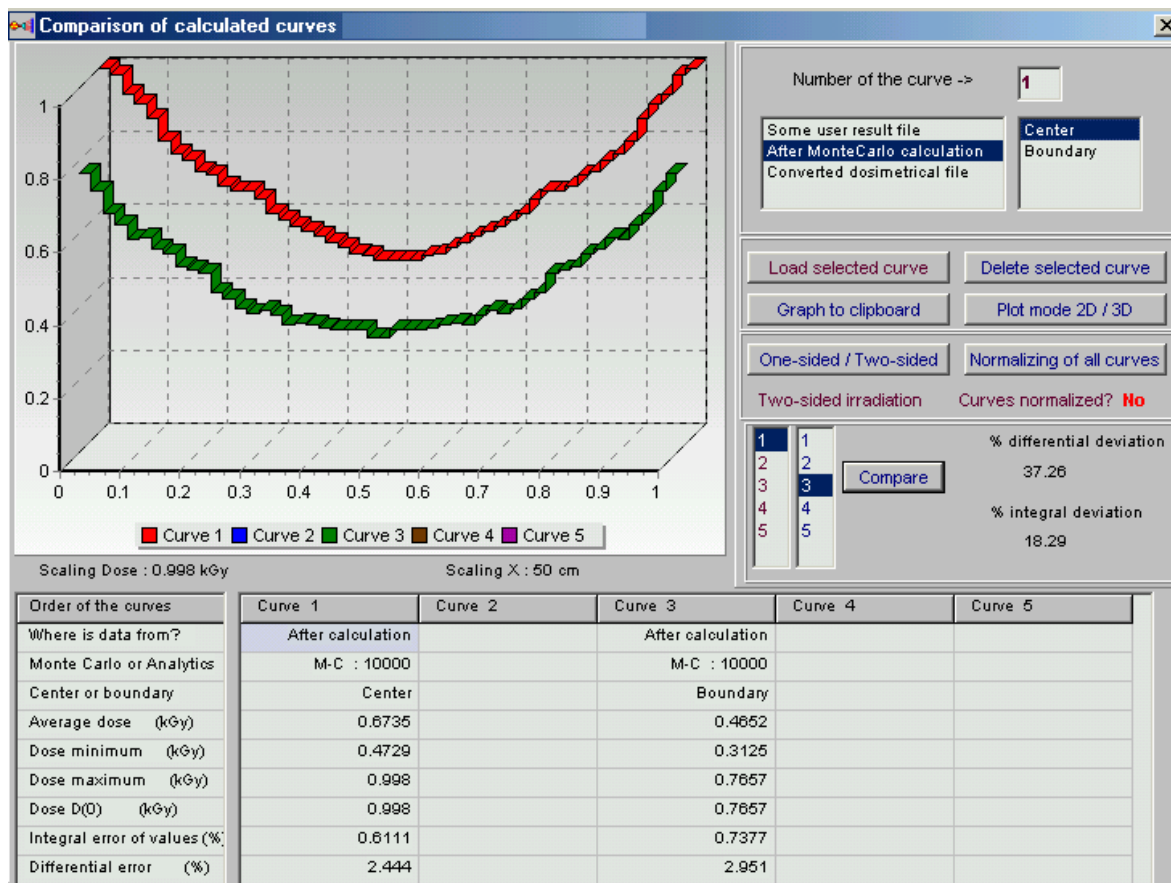 Comparison of calculated curves
1
0.8
0.6
0.4
0.2
0
0 0.1 0.2 0.3 0.4 0.5 0.6 0.7 0.8 0.9 1
Curve 1 Curve 2 Curve 3 Curve 4 Curve 5
Scaling Dose : 0.998 kGy Scaling X : 50 cm
Number of the curve -> 1
Some user result file
After MonteCarlo calculation
Converted dosimetrical file
Center
Boundary
Load selected curve Delete selected curve
Graph to clipboard Plot mode 2D / 3D
One-sided / Two-sided Normalizing of all curves
Two-sided irradiation Curves normalized? No
1 1
2 2
3 3
4 4
5 5
Compare
% differential deviation
37.26
% integral deviation
18.29
Order of the curves Curve 1 Curve 2 Curve 3 Curve 4 Curve 5
Where is data from? After calculation After calculation
Monte Carlo or Analytics M-C : 10000 M-C : 10000
Center or boundary Center Boundary
Average dose (kGy) 0.6735 0.4652
Dose minimum (kGy) 0.4729 0.3125
Dose maximum (kGy) 0.998 0.7657
Dose D(0) (kGy) 0.998 0.7657
Integral error of values (% 0.6111 0.7377
Differential error (%) 2.444 2.951